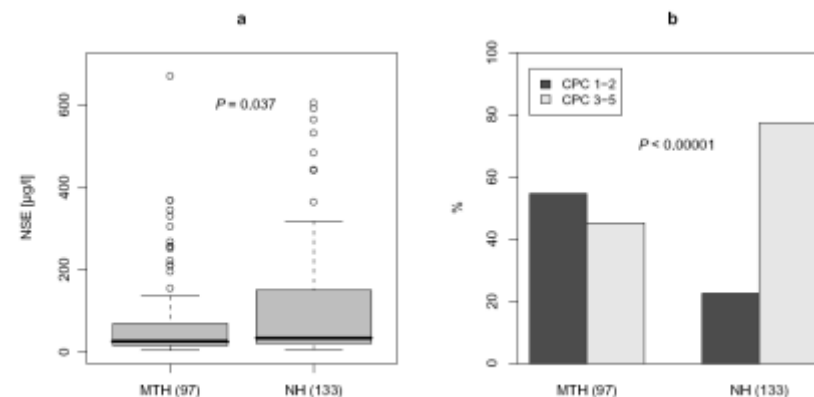 a
NSE [µg/l]
600
400
200
0
P = 0.037
MTH (97)
NH (133)
b
%
100
80
60
40
20
0
CPC 1–2
CPC 3–5
P < 0.00001
MTH (97)
NH (133)